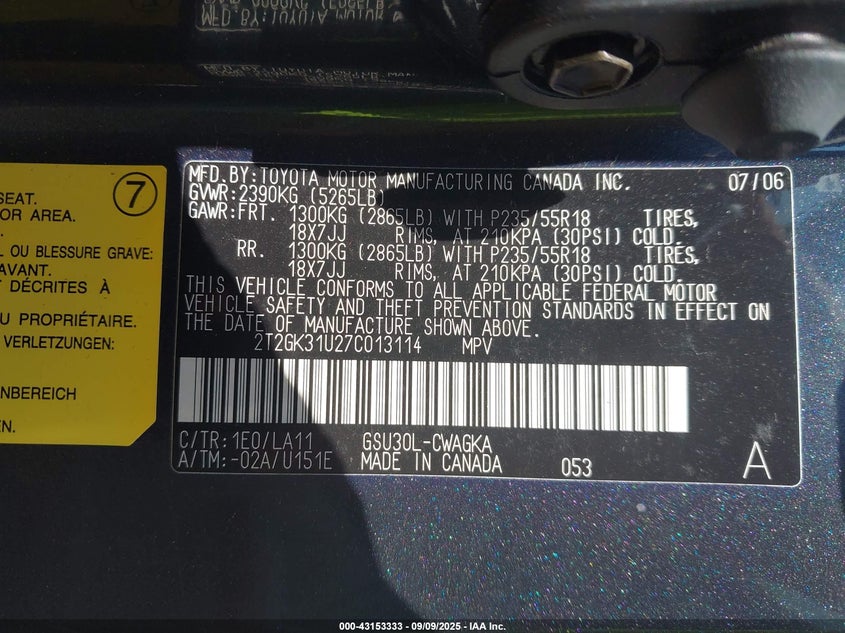 MFD.BY:TOYOTA MOTOR MANUFACTURING CANADA INC. 07/06
GVWR:2390KG (5265LB)
GAWR:FRT. 1300KG (2865LB) WITH P235/55R18 TIRES,
18X7JJ RIMS, AT 210KPA (30PSI) COLD.
RR. 1300KG (2865LB) WITH P235/55R18 TIRES,
18X7JJ RIMS, AT 210KPA (30PSI) COLD.
THIS VEHICLE CONFORMS TO ALL APPLICABLE FEDERAL MOTOR
VEHICLE SAFETY AND THEFT PREVENTION STANDARDS IN EFFECT ON
THE DATE OF MANUFACTURE SHOWN ABOVE.
2T2GK31U27C013114 MPV
C/TR:1E0/LA11 GSU30L-CWAGKA
A/TM:-02A/U151E MADE IN CANADA 053 A
7
SEAT.
OR AREA.
L OU BLESSURE GRAVE:
AVANT.
T DÉCRITES À
U PROPRIÉTAIRE.
VERLETZUNG:
NBEREICH
EN.
000-43153333 - 09/09/2025 - IAA Inc.